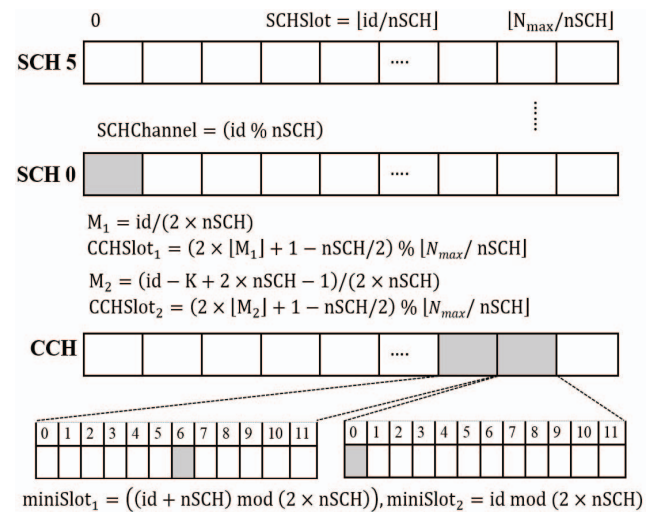 0 SCHSlot = ⌊id/nSCH⌋ ⌊Nmax/nSCH⌋
SCH 5 ....
SCHChannel = (id % nSCH)
SCH 0 ....
M₁ = id/(2 × nSCH)
CCHSlot₁ = (2 × ⌊M₁⌋ + 1 − nSCH/2) % ⌊Nmax/ nSCH⌋
M₂ = (id − K + 2 × nSCH − 1)/(2 × nSCH)
CCHSlot₂ = (2 × ⌊M₂⌋ + 1 − nSCH/2) % ⌊Nmax/ nSCH⌋
CCH ....
0 1 2 3 4 5 6 7 8 9 10 11 0 1 2 3 4 5 6 7 8 9 10 11
miniSlot₁ = ((id + nSCH) mod (2 × nSCH)), miniSlot₂ = id mod (2 × nSCH)